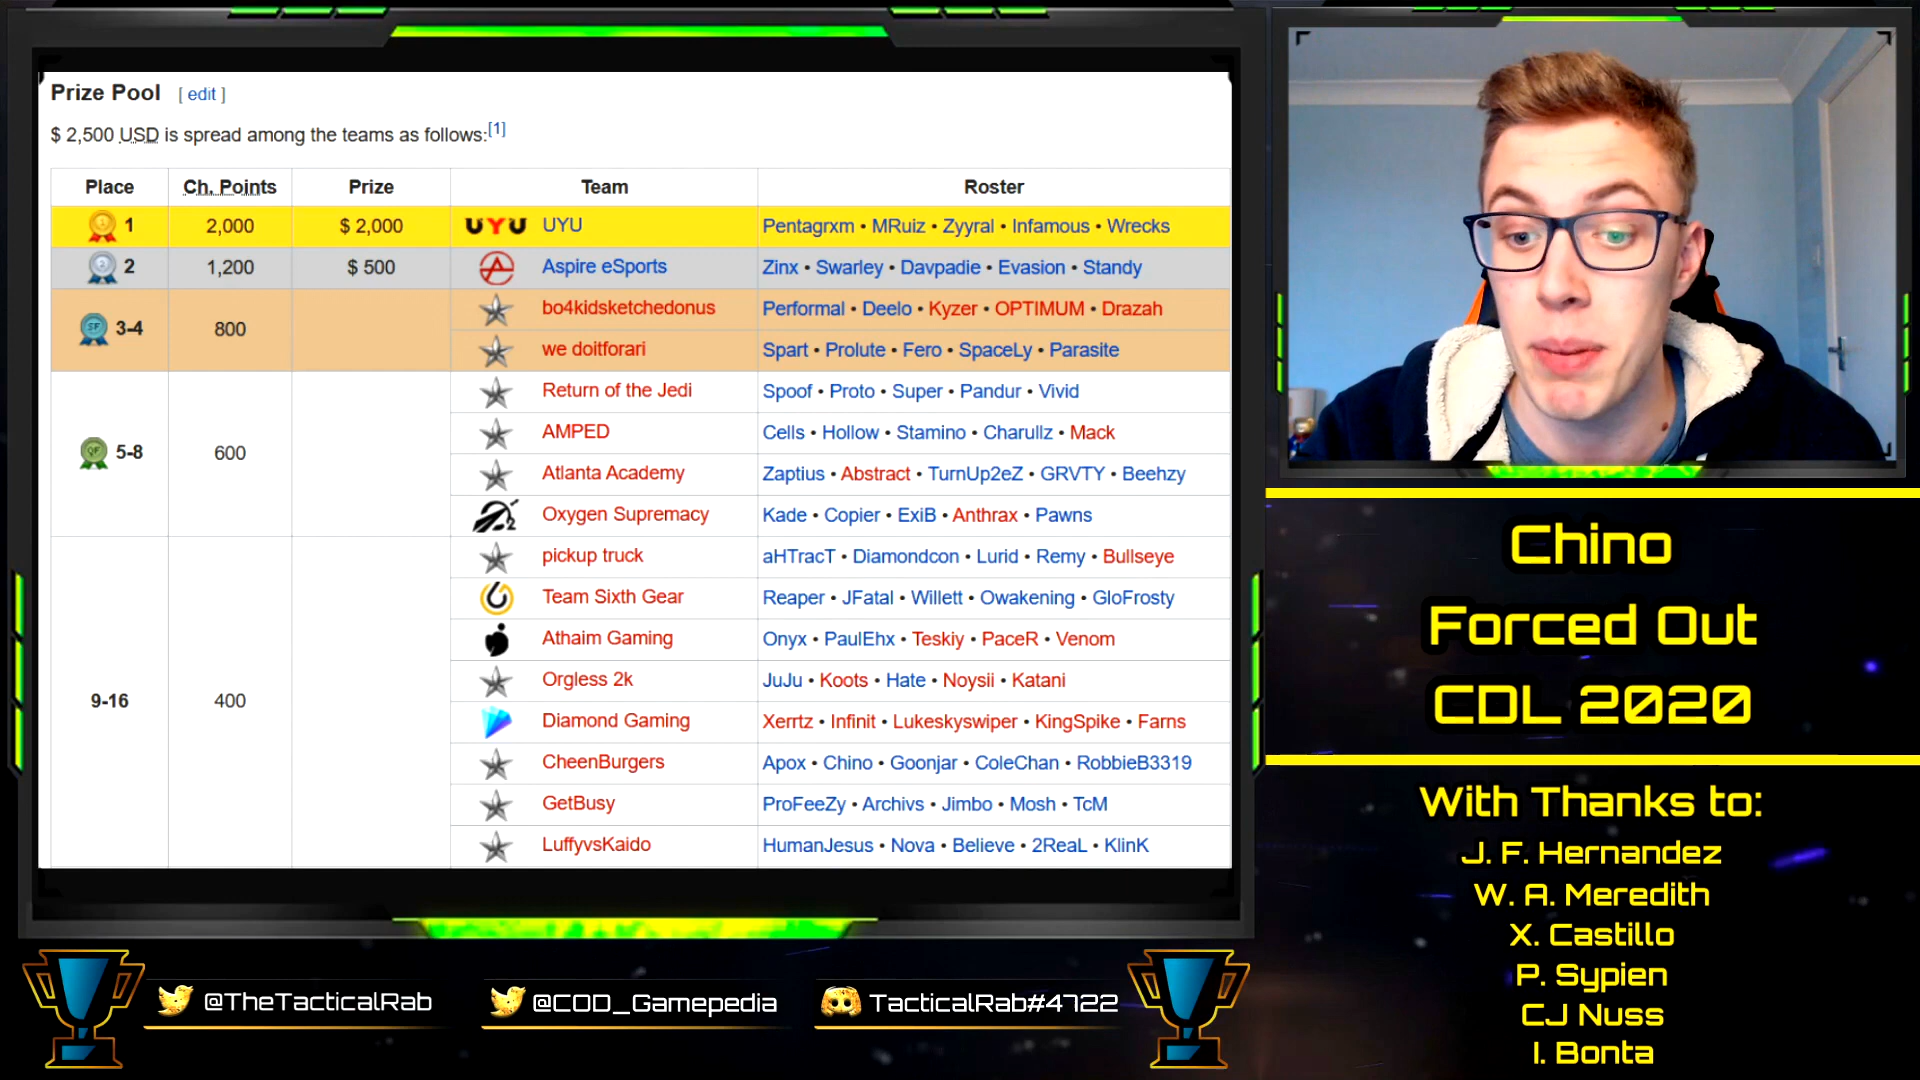 Prize Pool [ edit ]
$ 2,500 USD is spread among the teams as follows:[1]
Place Ch. Points Prize Team Roster
1 2,000 $ 2,000 UYU UYU Pentagrxm • MRuiz • Zyyral • Infamous • Wrecks
2 1,200 $ 500 Aspire eSports Zinx • Swarley • Davpadie • Evasion • Standy
SF 3-4 800 bo4kidsketchedonus Performal • Deelo • Kyzer • OPTIMUM • Drazah
we doitforari Spart • Prolute • Fero • SpaceLy • Parasite
Return of the Jedi Spoof • Proto • Super • Pandur • Vivid
AMPED Cells • Hollow • Stamino • Charullz • Mack
QF 5-8 600
Atlanta Academy Zaptius • Abstract • TurnUp2eZ • GRVTY • Beehzy
Oxygen Supremacy Kade • Copier • ExiB • Anthrax • Pawns
pickup truck aHTracT • Diamondcon • Lurid • Remy • Bullseye
Team Sixth Gear Reaper • JFatal • Willett • Owakening • GloFrosty
Athaim Gaming Onyx • PaulEhx • Teskiy • PaceR • Venom
Orgless 2k JuJu • Koots • Hate • Noysii • Katani
9-16 400
Diamond Gaming Xerrtz • Infinit • Lukeskyswiper • KingSpike • Farns
CheenBurgers Apox • Chino • Goonjar • ColeChan • RobbieB3319
GetBusy ProFeeZy • Archivs • Jimbo • Mosh • TcM
LuffyvsKaido HumanJesus • Nova • Believe • 2ReaL • KlinK
Chino
Forced Out
CDL 2020
With Thanks to:
J. F. Hernandez
W. A. Meredith
X. Castillo
P. Sypien
CJ Nuss
I. Bonta
@TheTacticalRab @COD_Gamepedia TacticalRab#4722